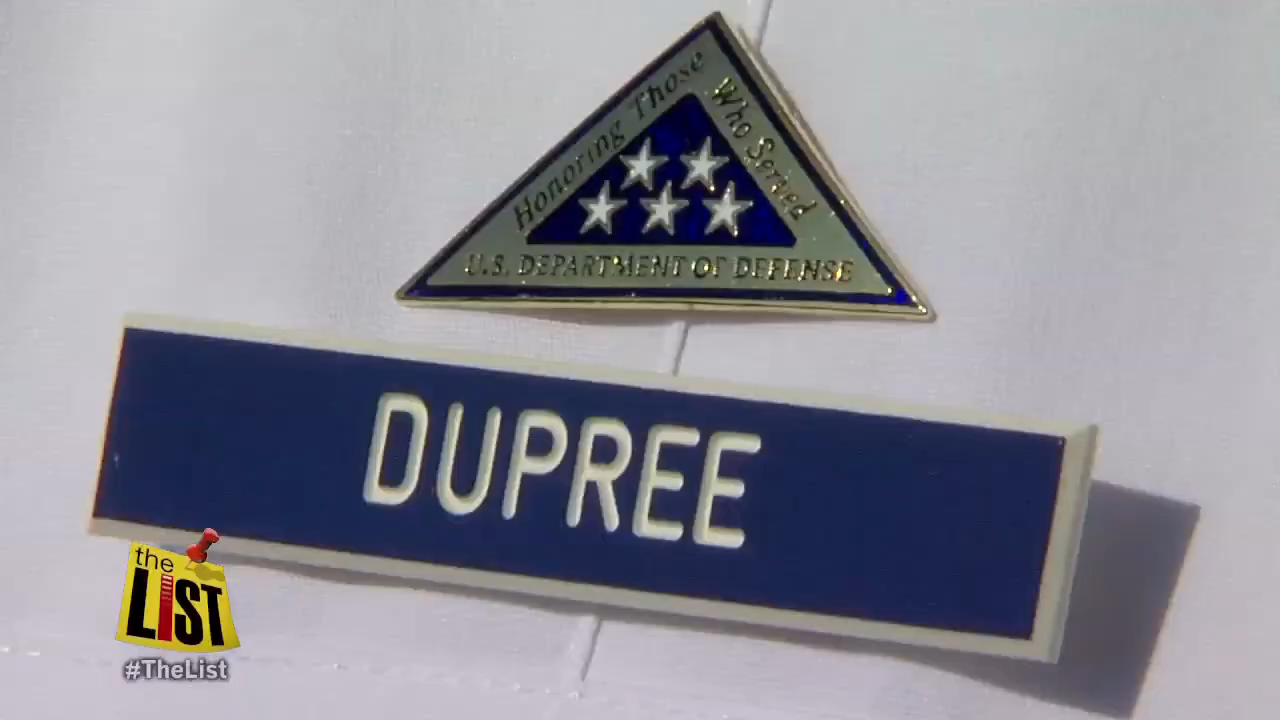 Honoring Those Who Served
U.S. DEPARTMENT OF DEFENSE
DUPREE
the
LIST
#TheList